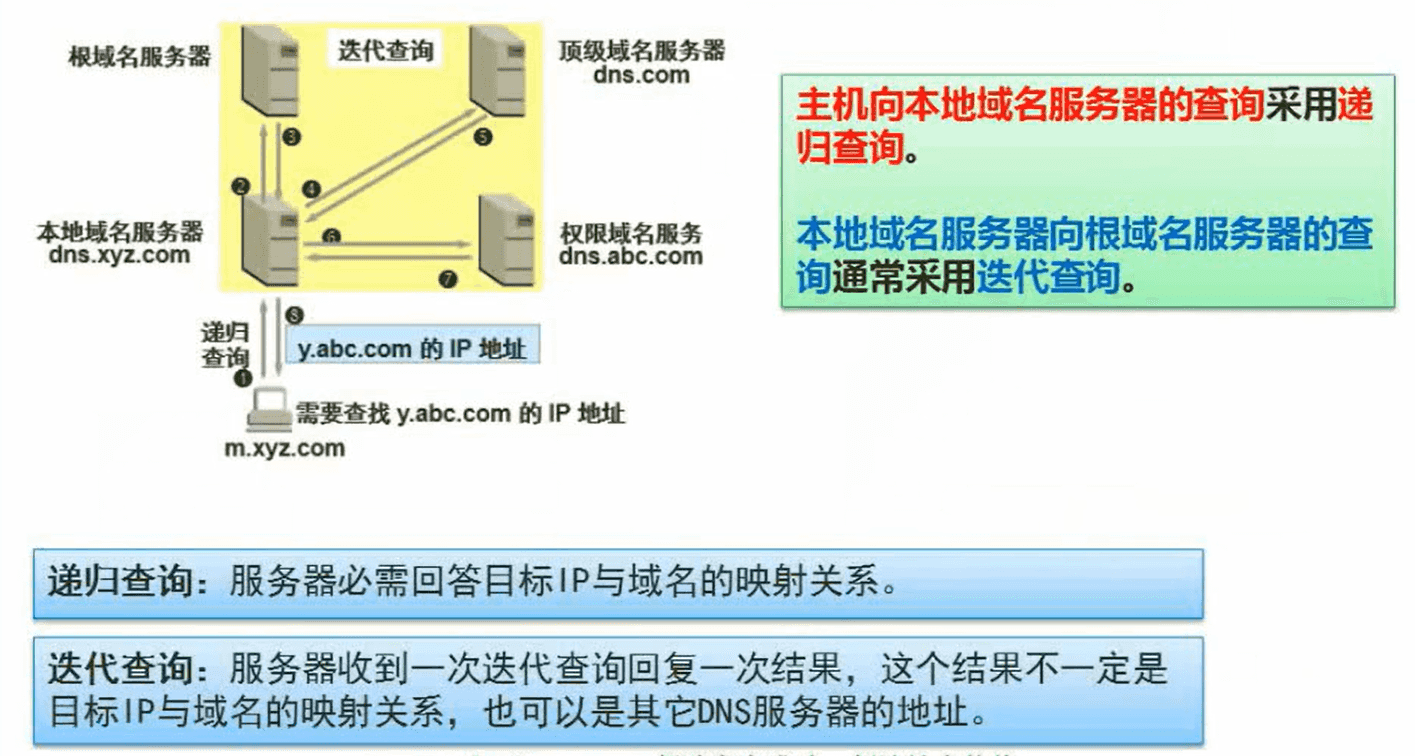 根域名服务器
迭代查询
顶级域名服务器
dns.com
❸
❺
❷
❹
本地域名服务器
dns.xyz.com
❻
权限域名服务
dns.abc.com
❼
递归
查询
❽
y.abc.com 的 IP 地址
❶
需要查找 y.abc.com 的 IP 地址
m.xyz.com
主机向本地域名服务器的查询采用递
归查询。
本地域名服务器向根域名服务器的查
询通常采用迭代查询。
递归查询：服务器必需回答目标IP与域名的映射关系。
迭代查询：服务器收到一次迭代查询回复一次结果，这个结果不一定是
目标IP与域名的映射关系，也可以是其它DNS服务器的地址。